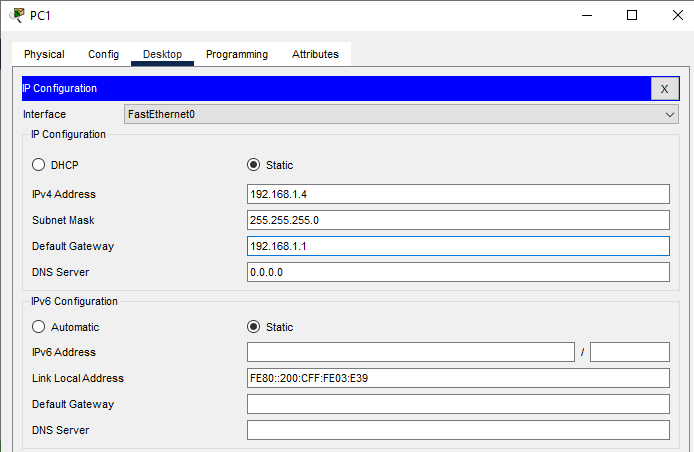 PC1
Physical Config Desktop Programming Attributes
IP Configuration X
Interface FastEthernet0
IP Configuration
DHCP Static
IPv4 Address 192.168.1.4
Subnet Mask 255.255.255.0
Default Gateway 192.168.1.1
DNS Server 0.0.0.0
IPv6 Configuration
Automatic Static
IPv6 Address /
Link Local Address FE80::200:CFF:FE03:E39
Default Gateway
DNS Server